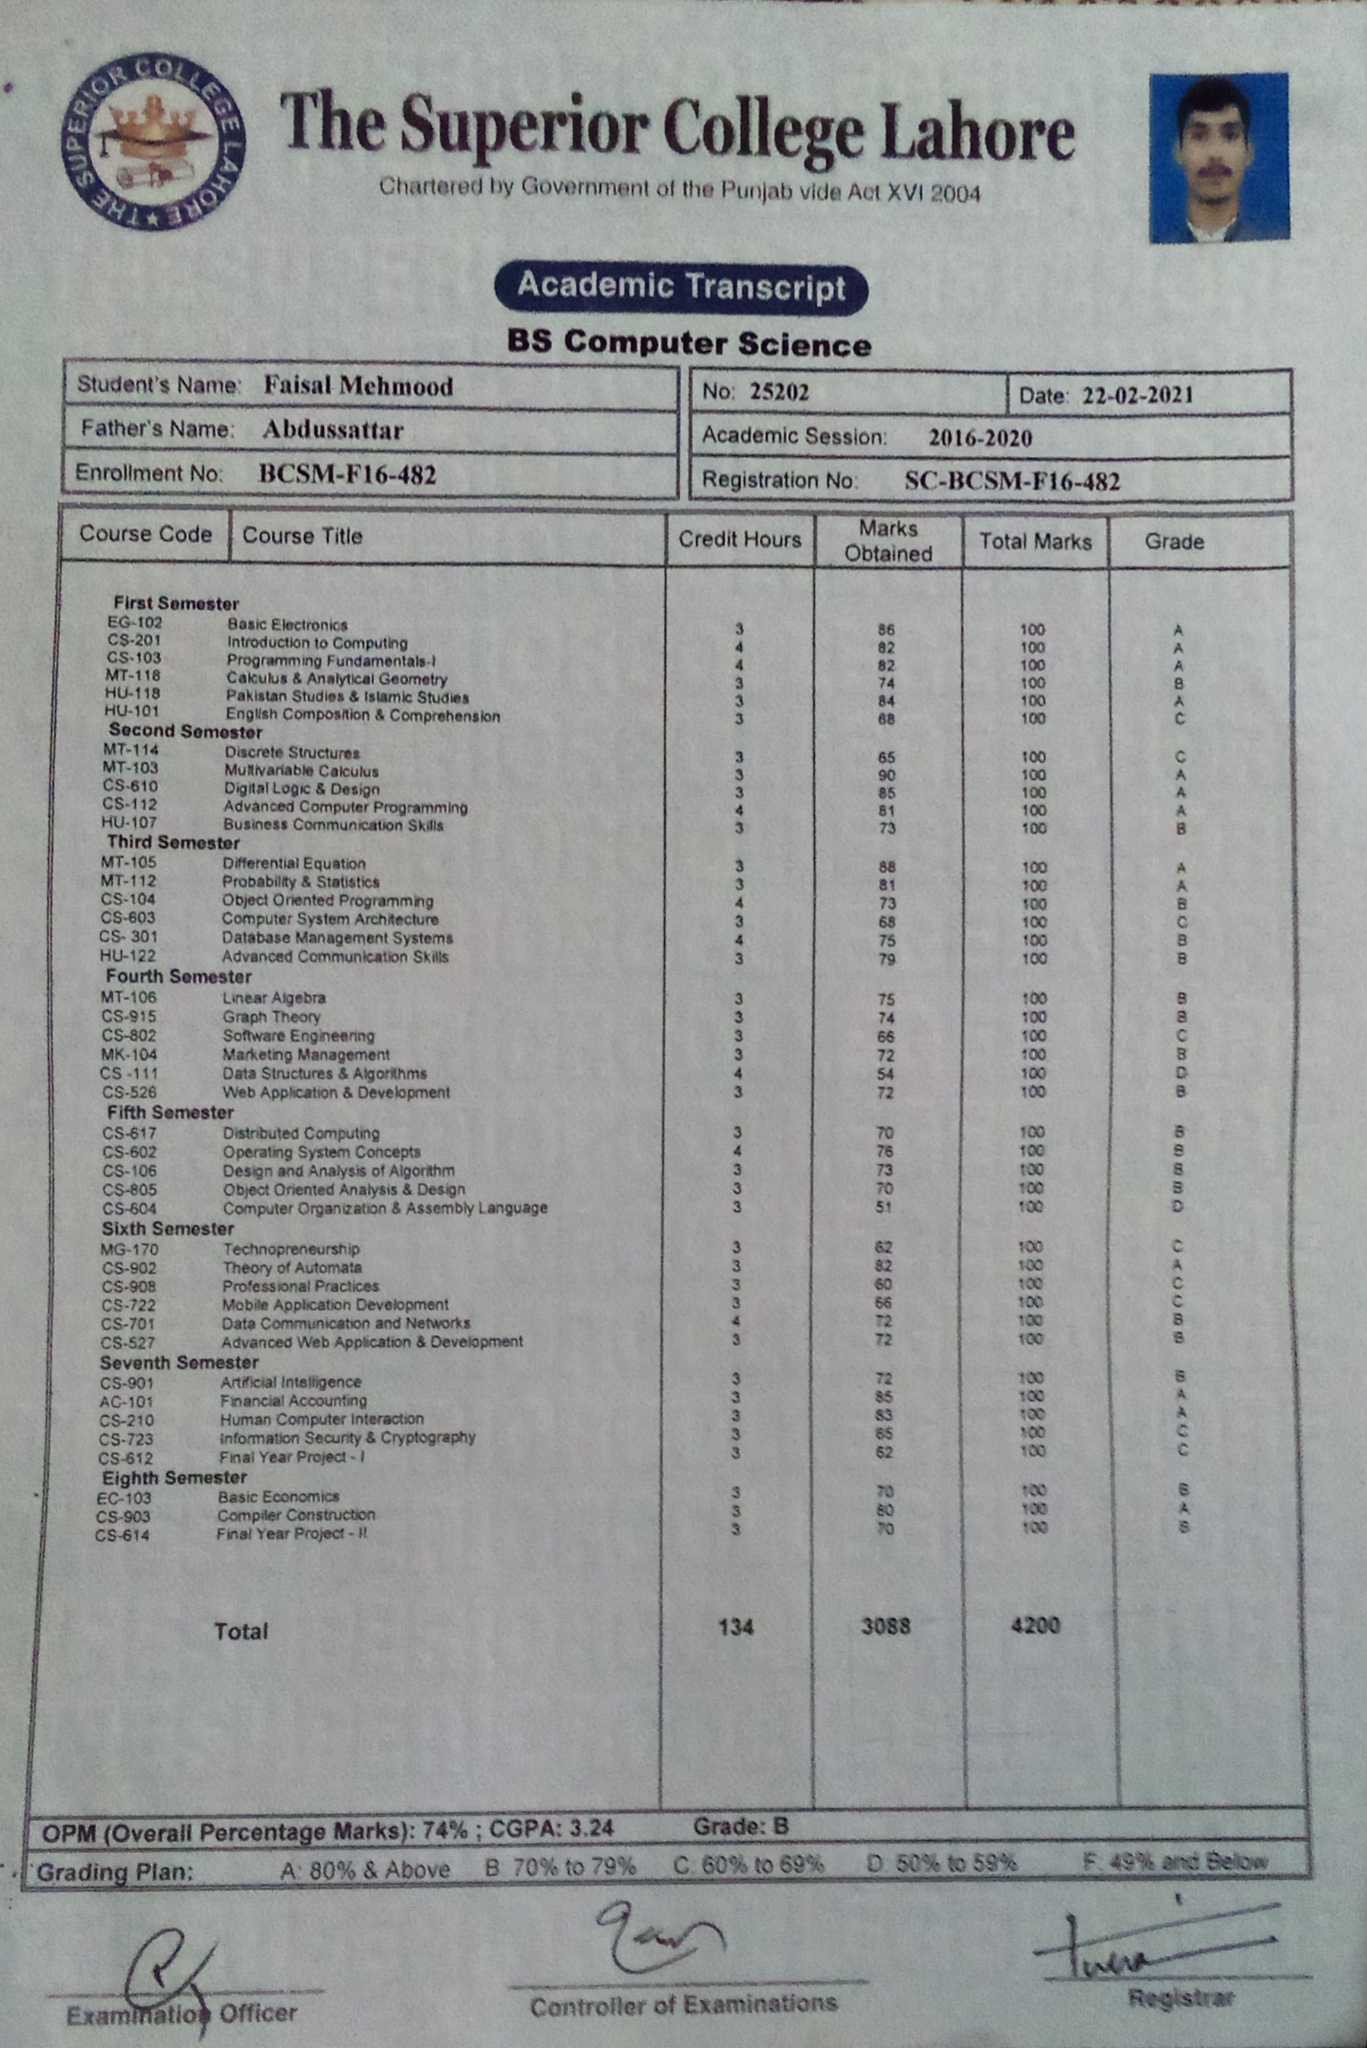 THE SUPERIOR COLLEGE LAHORE
The Superior College Lahore
Chartered by Government of the Punjab vide Act XVI 2004
Academic Transcript
BS Computer Science
Student's Name: Faisal Mehmood No: 25202 Date: 22-02-2021
Father's Name: Abdussattar Academic Session: 2016-2020
Enrollment No: BCSM-F16-482 Registration No: SC-BCSM-F16-482
Course Code Course Title Credit Hours Marks Obtained Total Marks Grade
First Semester
EG-102 Basic Electronics 3 86 100 A
CS-201 Introduction to Computing 4 82 100 A
CS-103 Programming Fundamentals-I 4 82 100 A
MT-118 Calculus & Analytical Geometry 3 74 100 B
HU-118 Pakistan Studies & Islamic Studies 3 84 100 A
HU-101 English Composition & Comprehension 3 68 100 C
Second Semester
MT-114 Discrete Structures 3 65 100 C
MT-103 Multivariable Calculus 3 90 100 A
CS-610 Digital Logic & Design 3 85 100 A
CS-112 Advanced Computer Programming 4 81 100 A
HU-107 Business Communication Skills 3 73 100 B
Third Semester
MT-105 Differential Equation 3 88 100 A
MT-112 Probability & Statistics 3 81 100 A
CS-104 Object Oriented Programming 4 73 100 B
CS-603 Computer System Architecture 3 68 100 C
CS- 301 Database Management Systems 4 75 100 B
HU-122 Advanced Communication Skills 3 79 100 B
Fourth Semester
MT-106 Linear Algebra 3 75 100 B
CS-915 Graph Theory 3 74 100 B
CS-802 Software Engineering 3 66 100 C
MK-104 Marketing Management 3 72 100 B
CS -111 Data Structures & Algorithms 4 54 100 D
CS-526 Web Application & Development 3 72 100 B
Fifth Semester
CS-617 Distributed Computing 3 70 100 B
CS-602 Operating System Concepts 4 76 100 B
CS-106 Design and Analysis of Algorithm 3 73 100 B
CS-805 Object Oriented Analysis & Design 3 70 100 B
CS-604 Computer Organization & Assembly Language 3 51 100 D
Sixth Semester
MG-170 Technopreneurship 3 62 100 C
CS-902 Theory of Automata 3 82 100 A
CS-908 Professional Practices 3 60 100 C
CS-722 Mobile Application Development 3 66 100 C
CS-701 Data Communication and Networks 4 72 100 B
CS-527 Advanced Web Application & Development 3 72 100 B
Seventh Semester
CS-901 Artificial Intelligence 3 72 100 B
AC-101 Financial Accounting 3 85 100 A
CS-210 Human Computer Interaction 3 83 100 A
CS-723 Information Security & Cryptography 3 65 100 C
CS-612 Final Year Project - I 3 62 100 C
Eighth Semester
EC-103 Basic Economics 3 70 100 B
CS-903 Compiler Construction 3 80 100 A
CS-614 Final Year Project - II 3 70 100 B
Total 134 3088 4200
OPM (Overall Percentage Marks): 74% ; CGPA: 3.24 Grade: B
Grading Plan: A: 80% & Above B: 70% to 79% C: 60% to 69% D: 50% to 59% F: 49% and Below
Examination Officer Controller of Examinations Registrar